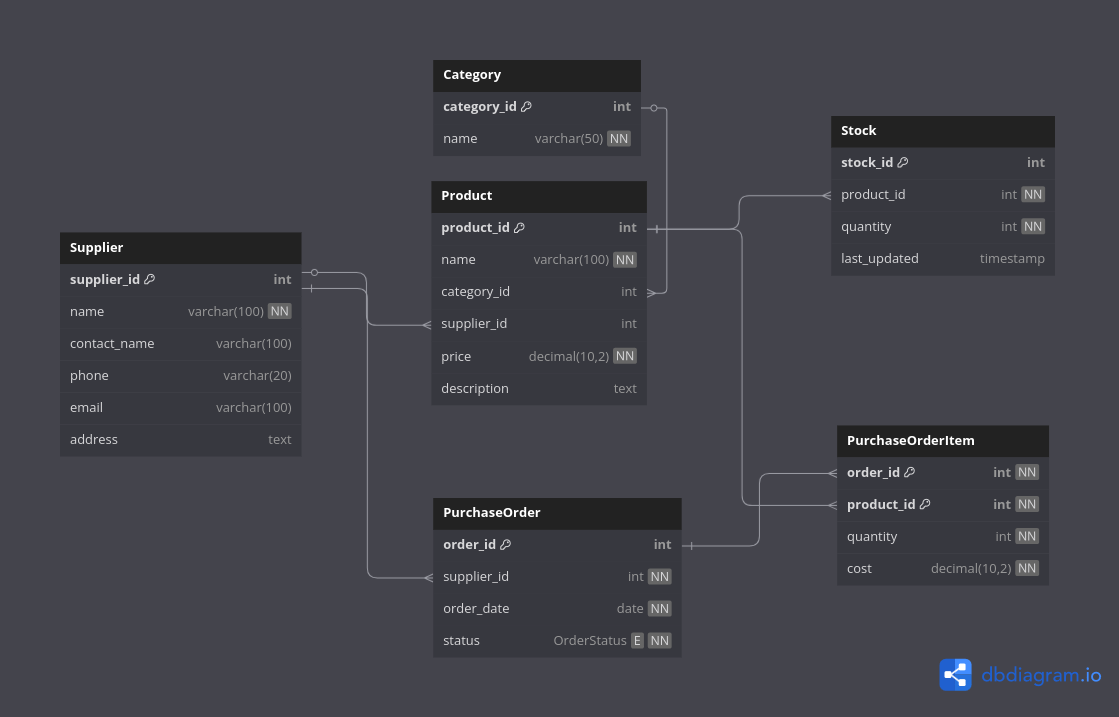 Category
category_id int
name varchar(50) NN
Product
product_id int
name varchar(100) NN
category_id int
supplier_id int
price decimal(10,2) NN
description text
Supplier
supplier_id int
name varchar(100) NN
contact_name varchar(100)
phone varchar(20)
email varchar(100)
address text
Stock
stock_id int
product_id int NN
quantity int NN
last_updated timestamp
PurchaseOrder
order_id int
supplier_id int NN
order_date date NN
status OrderStatus E NN
PurchaseOrderItem
order_id int NN
product_id int NN
quantity int NN
cost decimal(10,2) NN
dbdiagram.io